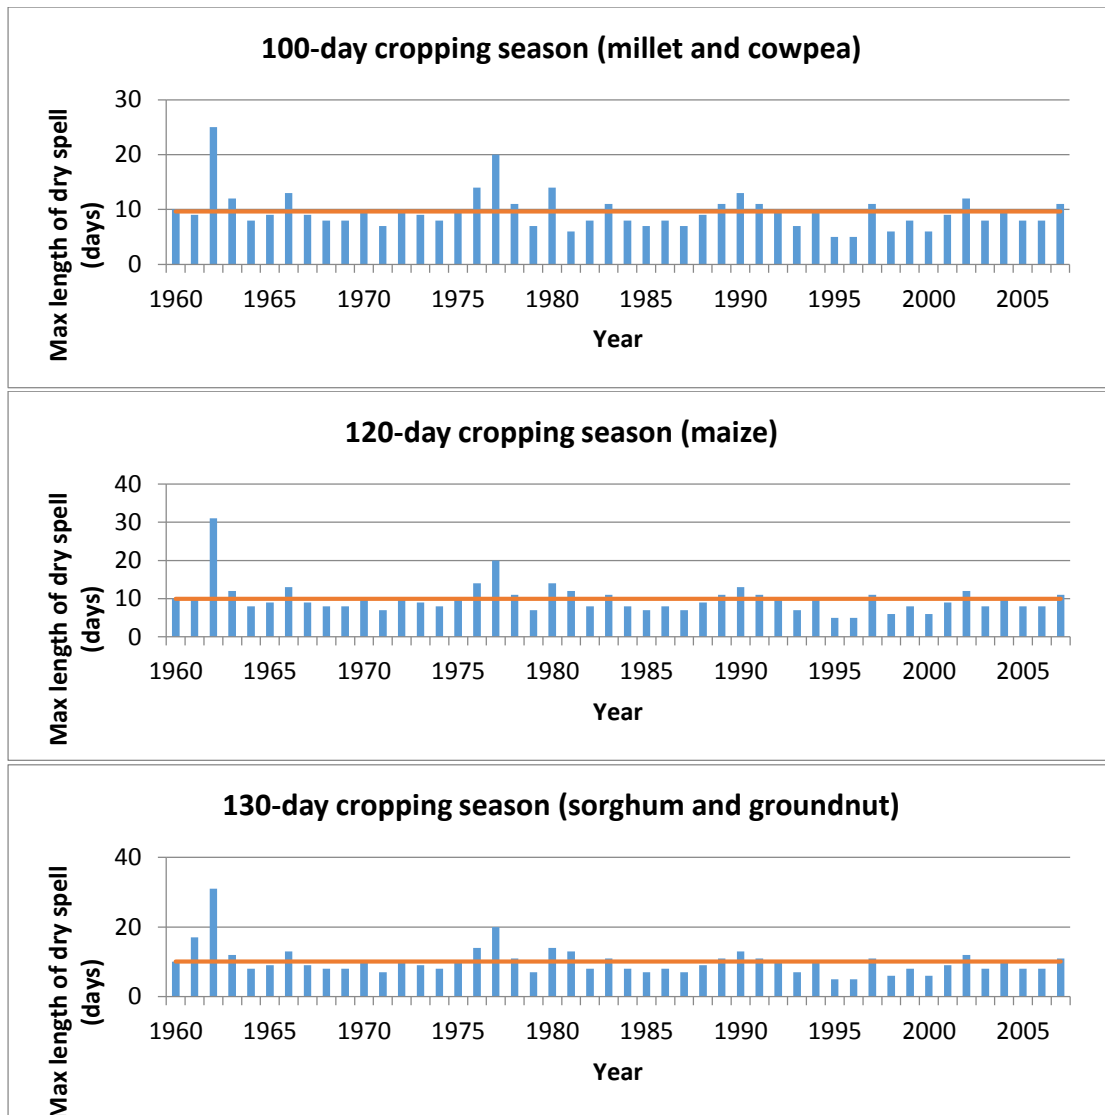 100-day cropping season (millet and cowpea)
Max length of dry spell
(days)
30
20
10
0
1960 1965 1970 1975 1980 1985 1990 1995 2000 2005
Year
120-day cropping season (maize)
Max length of dry spell
(days)
40
30
20
10
0
1960 1965 1970 1975 1980 1985 1990 1995 2000 2005
Year
130-day cropping season (sorghum and groundnut)
Max length of dry spell
(days)
40
20
0
1960 1965 1970 1975 1980 1985 1990 1995 2000 2005
Year